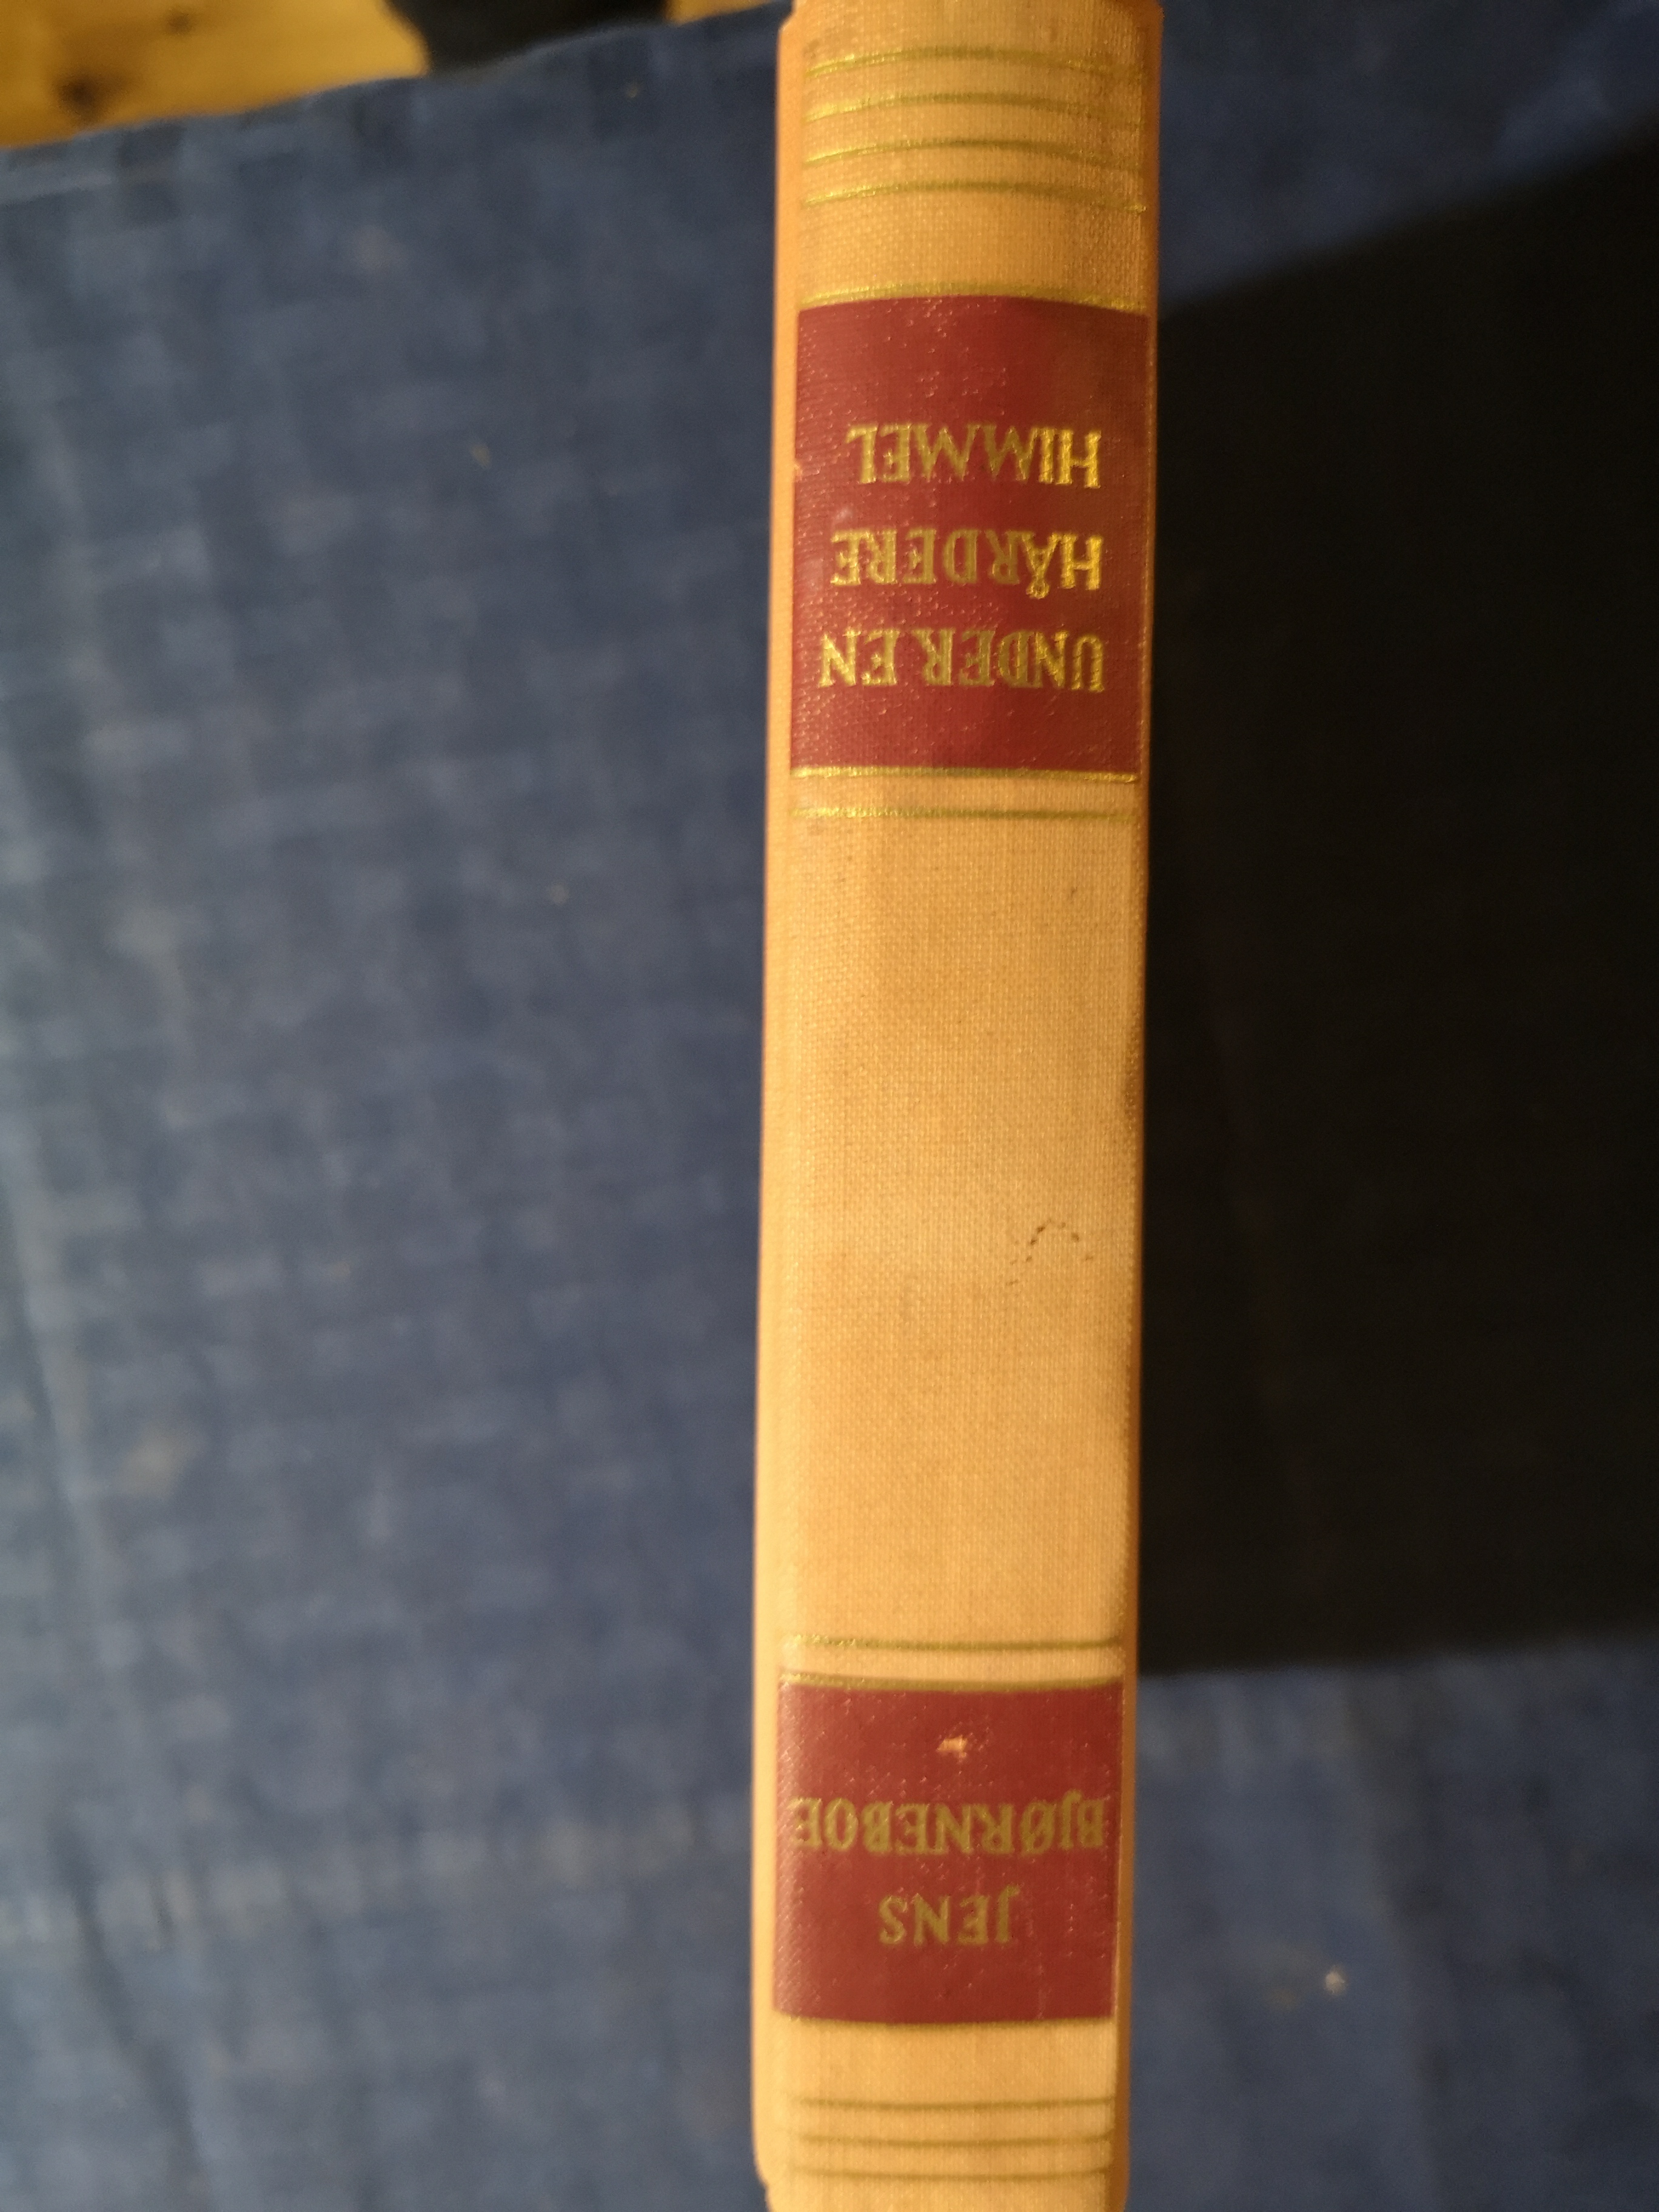 JENS
BJØRNEBOE
UNDER EN
HÅRDERE
HIMMEL